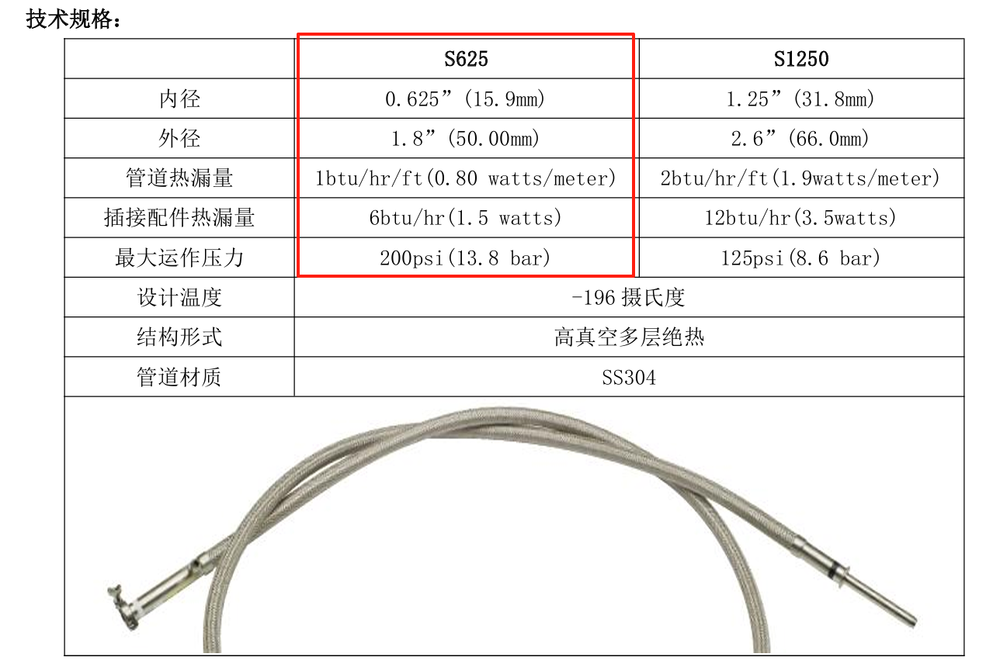 技术规格：
S625 S1250
内径 0.625”(15.9mm) 1.25”(31.8mm)
外径 1.8”(50.00mm) 2.6”(66.0mm)
管道热漏量 1btu/hr/ft(0.80 watts/meter) 2btu/hr/ft(1.9watts/meter)
插接配件热漏量 6btu/hr(1.5 watts) 12btu/hr(3.5watts)
最大运作压力 200psi(13.8 bar) 125psi(8.6 bar)
设计温度 -196摄氏度
结构形式 高真空多层绝热
管道材质 SS304